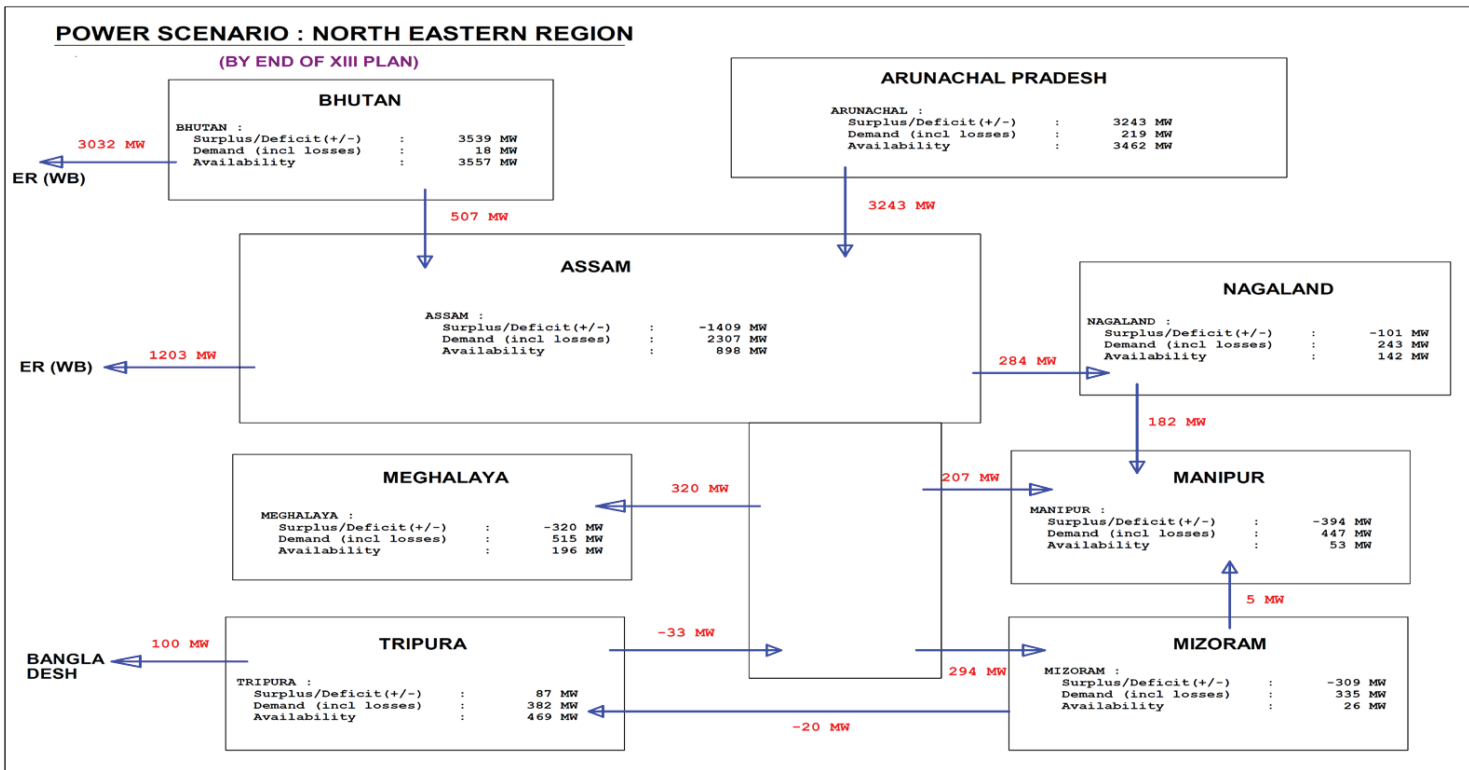 POWER SCENARIO : NORTH EASTERN REGION
(BY END OF XIII PLAN)
BHUTAN
BHUTAN :
Surplus/Deficit(+/-) : 3539 MW
Demand (incl losses) : 18 MW
Availability : 3557 MW
3032 MW
ER (WB)
507 MW
ARUNACHAL PRADESH
ARUNACHAL :
Surplus/Deficit(+/-) : 3243 MW
Demand (incl losses) : 219 MW
Availability : 3462 MW
3243 MW
ASSAM
ASSAM :
Surplus/Deficit(+/-) : -1409 MW
Demand (incl losses) : 2307 MW
Availability : 898 MW
1203 MW
ER (WB)
284 MW
NAGALAND
NAGALAND :
Surplus/Deficit(+/-) : -101 MW
Demand (incl losses) : 243 MW
Availability : 142 MW
182 MW
MEGHALAYA
MEGHALAYA :
Surplus/Deficit(+/-) : -320 MW
Demand (incl losses) : 515 MW
Availability : 196 MW
320 MW
207 MW
MANIPUR
MANIPUR :
Surplus/Deficit(+/-) : -394 MW
Demand (incl losses) : 447 MW
Availability : 53 MW
5 MW
TRIPURA
TRIPURA :
Surplus/Deficit(+/-) : 87 MW
Demand (incl losses) : 382 MW
Availability : 469 MW
100 MW
BANGLA
DESH
-33 MW
294 MW
-20 MW
MIZORAM
MIZORAM :
Surplus/Deficit(+/-) : -309 MW
Demand (incl losses) : 335 MW
Availability : 26 MW